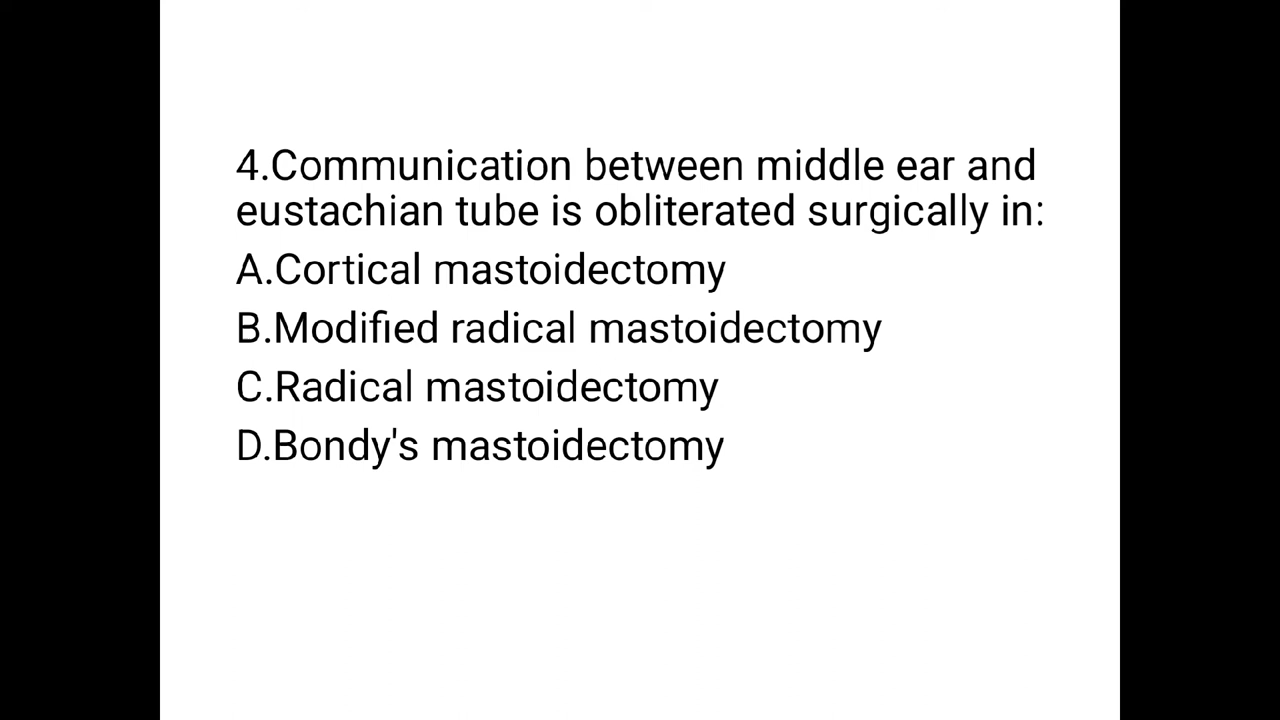 4.Communication between middle ear and
eustachian tube is obliterated surgically in:
A.Cortical mastoidectomy
B.Modified radical mastoidectomy
C.Radical mastoidectomy
D.Bondy's mastoidectomy